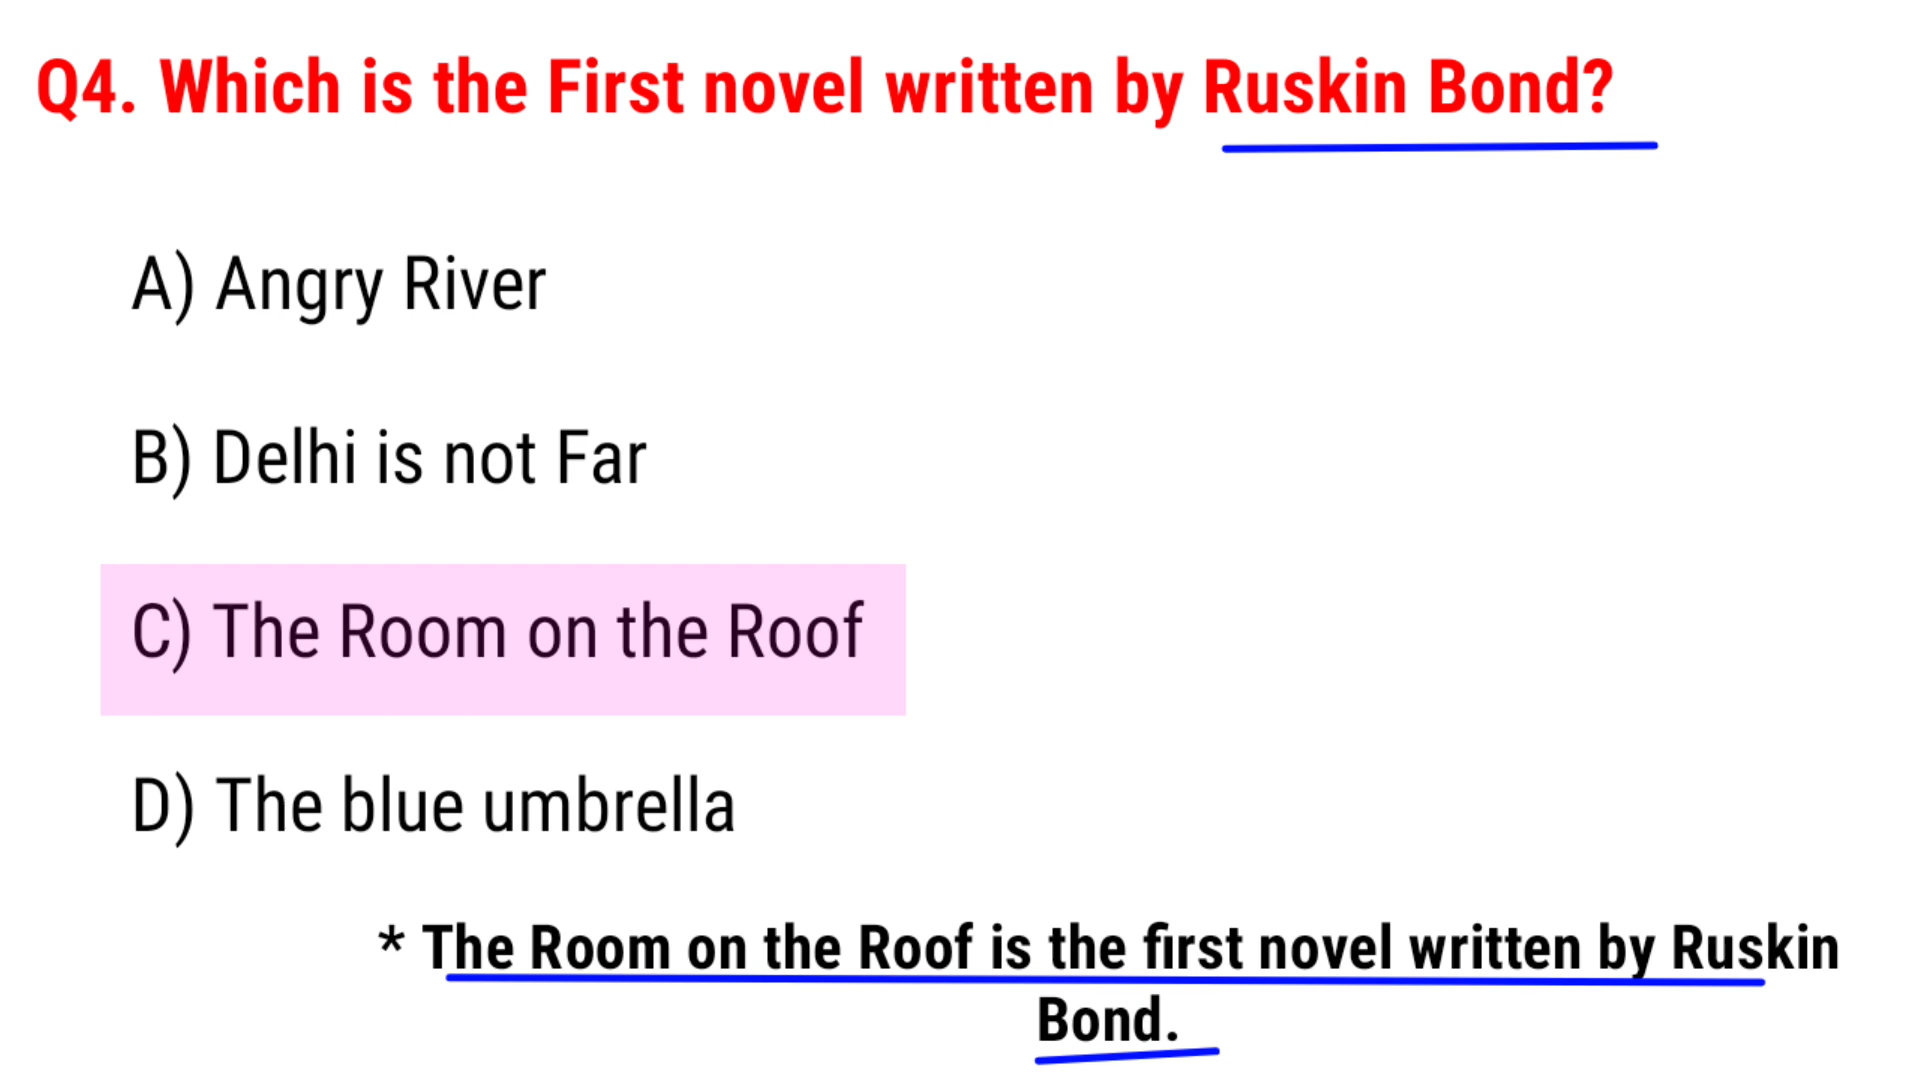 Q4. Which is the First novel written by Ruskin Bond?
A) Angry River
B) Delhi is not Far
C) The Room on the Roof
D) The blue umbrella
* The Room on the Roof is the first novel written by Ruskin
Bond.